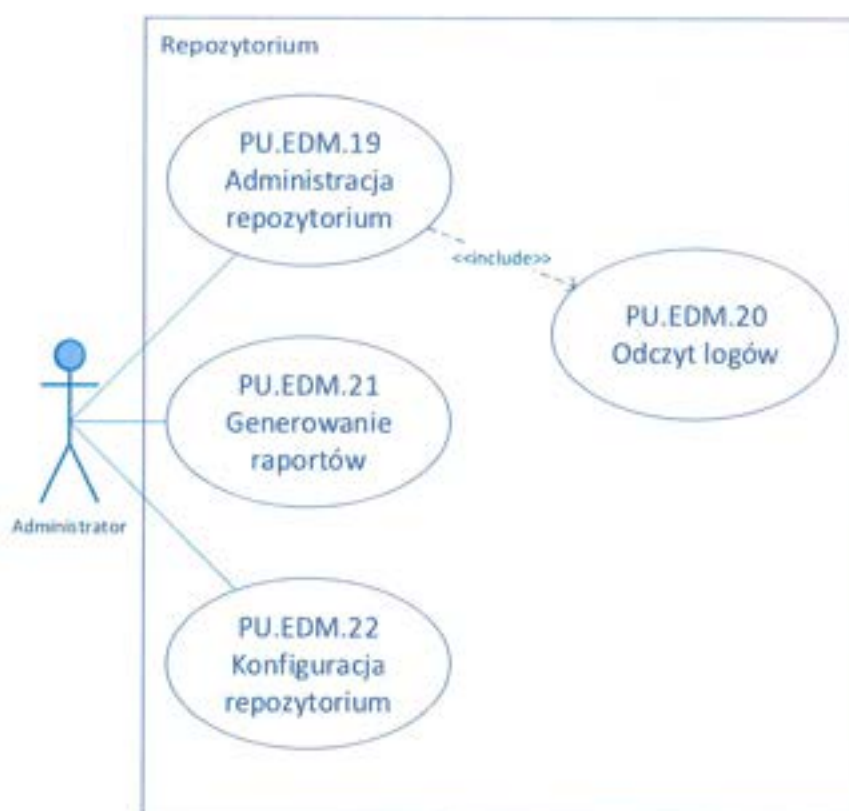 Repozytorium
PU.EDM.19
Administracja
repozytorium
<<include>>
PU.EDM.20
Odczyt logów
PU.EDM.21
Generowanie
raportów
Administrator
PU.EDM.22
Konfiguracja
repozytorium